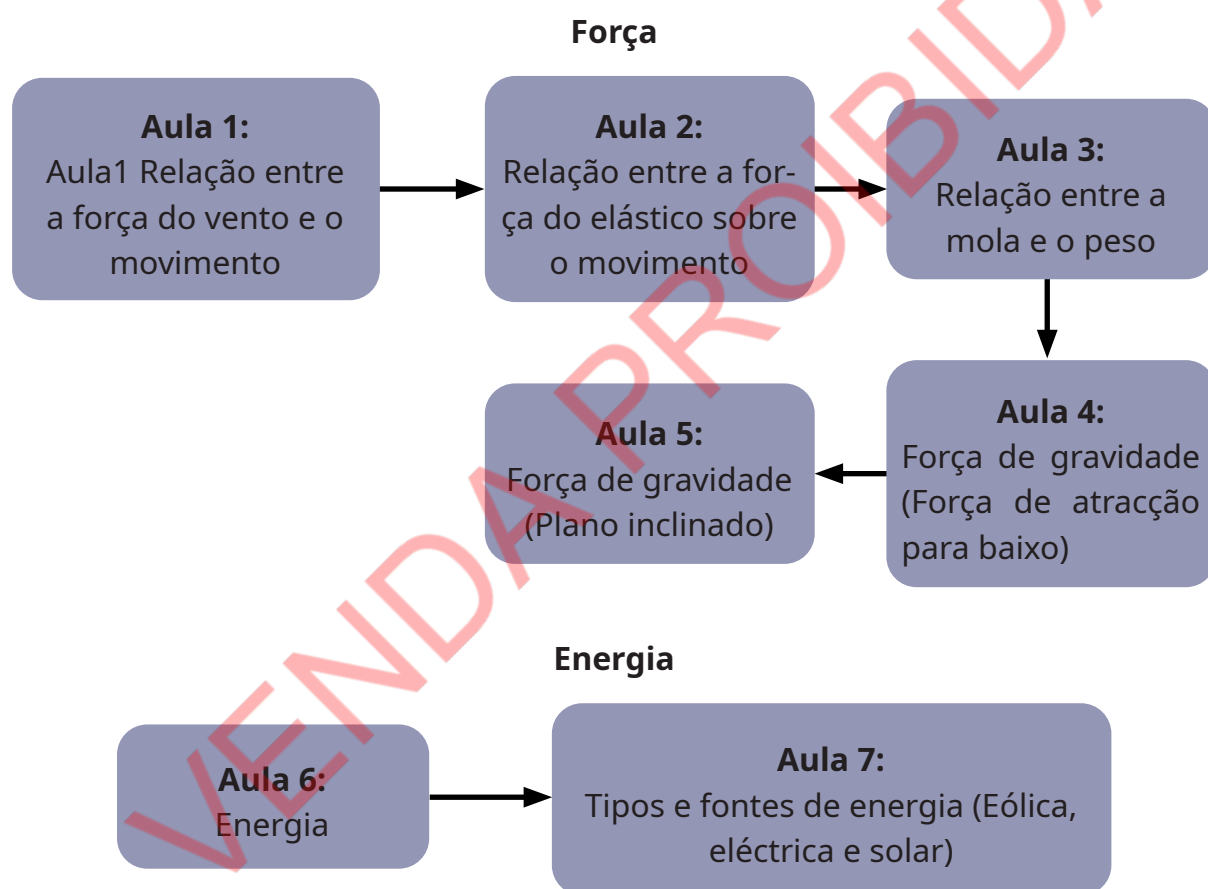 Força
Aula 1:
Aula1 Relação entre
a força do vento e o
movimento
Aula 2:
Relação entre a for-
ça do elástico sobre
o movimento
Aula 3:
Relação entre a
mola e o peso
Aula 4:
Força de gravidade
(Força de atracção
para baixo)
Aula 5:
Força de gravidade
(Plano inclinado)
Energia
Aula 6:
Energia
Aula 7:
Tipos e fontes de energia (Eólica,
eléctrica e solar)
VENDA PROIBIDA